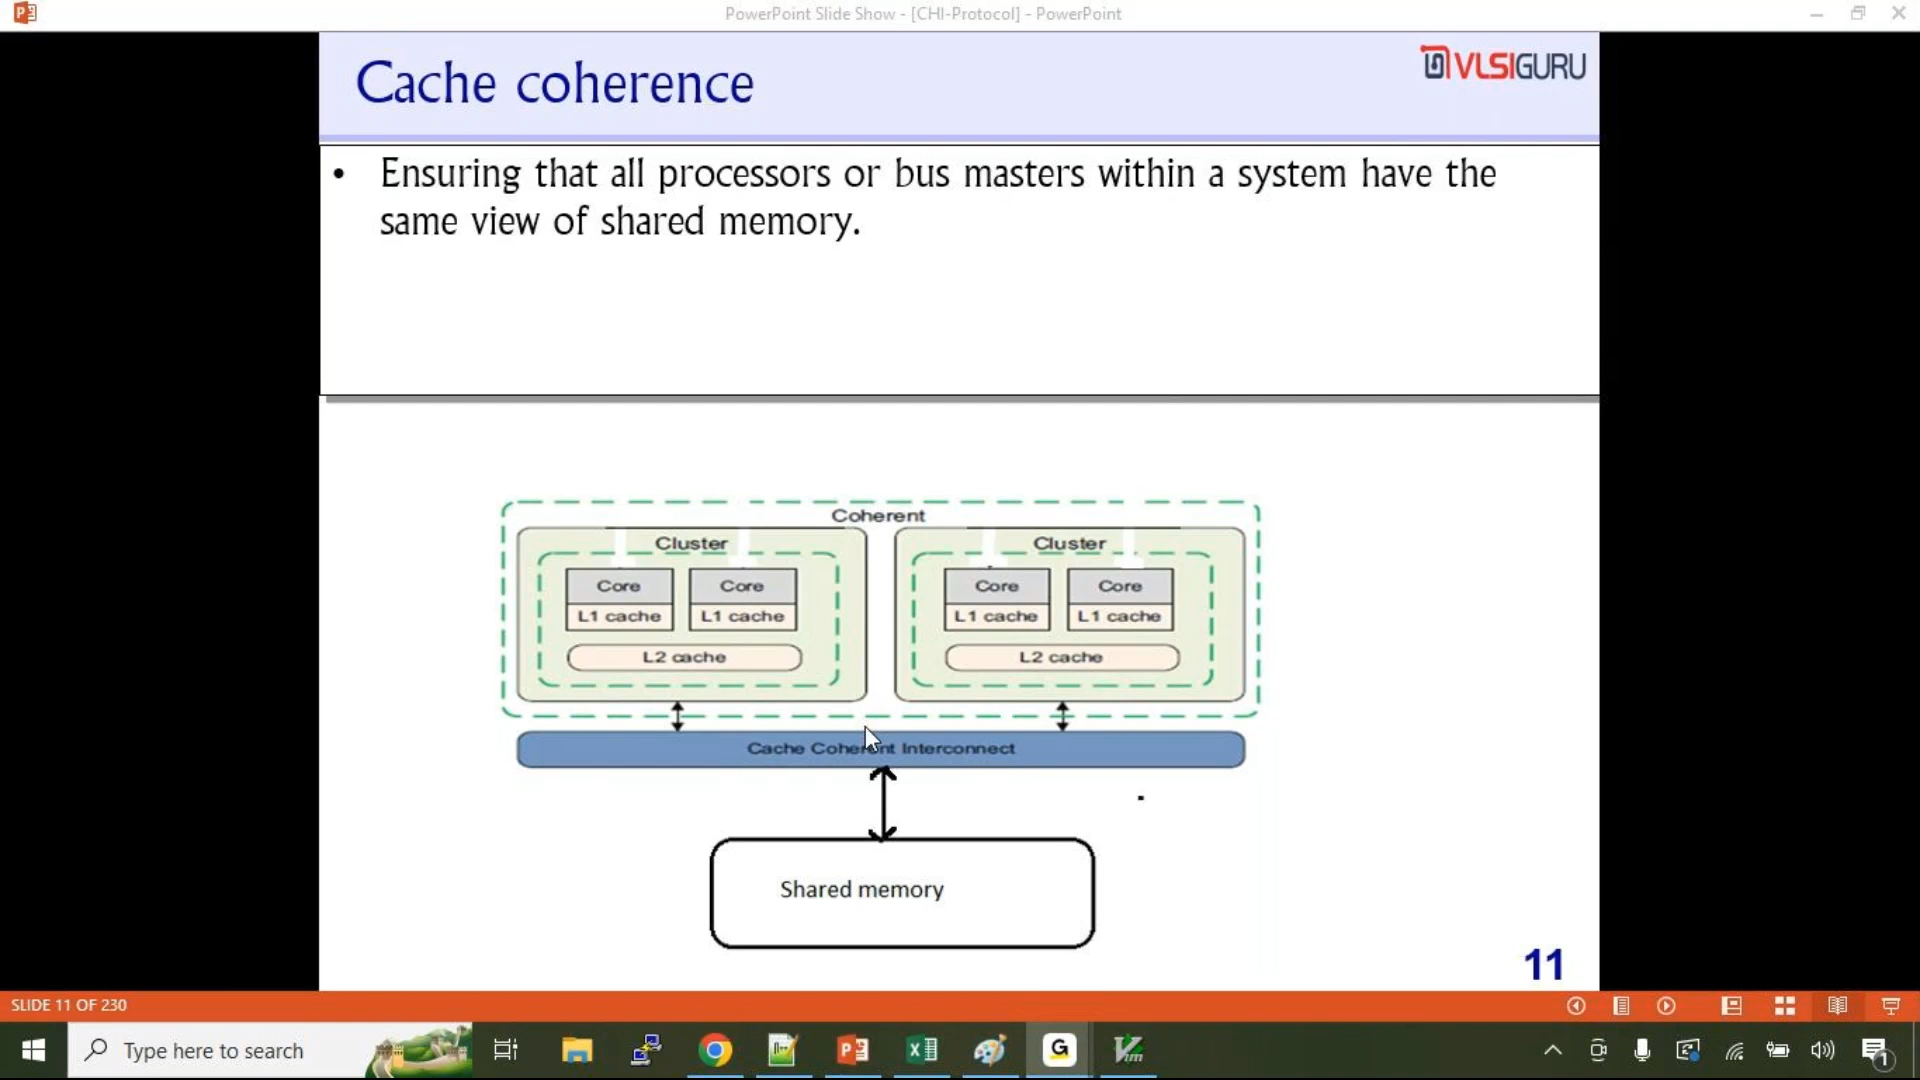 PowerPoint Slide Show - [CHI-Protocol] - PowerPoint
Cache coherence
VLSIGURU
• Ensuring that all processors or bus masters within a system have the
same view of shared memory.
Coherent
Cluster
Cluster
Core
Core
Core
Core
L1 cache
L1 cache
L1 cache
L1 cache
L2 cache
L2 cache
Cache Coherent Interconnect
Shared memory
11
SLIDE 11 OF 230
Type here to search
1